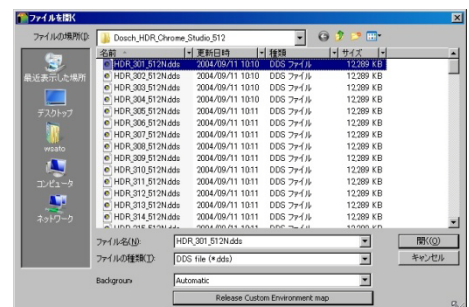 ファイルを開く
ファイルの場所(I): Dosch_HDR_Chrome_Studio_512
名前 更新日時 種類 サイズ
HDR_301_512N.dds 2004/09/11 10:10 DDS ファイル 12,289 KB
HDR_302_512N.dds 2004/09/11 10:10 DDS ファイル 12,289 KB
HDR_303_512N.dds 2004/09/11 10:10 DDS ファイル 12,289 KB
HDR_304_512N.dds 2004/09/11 10:10 DDS ファイル 12,289 KB
HDR_305_512N.dds 2004/09/11 10:11 DDS ファイル 12,289 KB
HDR_306_512N.dds 2004/09/11 10:11 DDS ファイル 12,289 KB
HDR_307_512N.dds 2004/09/11 10:11 DDS ファイル 12,289 KB
HDR_308_512N.dds 2004/09/11 10:11 DDS ファイル 12,289 KB
HDR_309_512N.dds 2004/09/11 10:11 DDS ファイル 12,289 KB
HDR_310_512N.dds 2004/09/11 10:11 DDS ファイル 12,289 KB
HDR_311_512N.dds 2004/09/11 10:11 DDS ファイル 12,289 KB
HDR_312_512N.dds 2004/09/11 10:11 DDS ファイル 12,289 KB
HDR_313_512N.dds 2004/09/11 10:11 DDS ファイル 12,289 KB
HDR_314_512N.dds 2004/09/11 10:11 DDS ファイル 12,289 KB
最近表示した場所
デスクトップ
wsato
コンピュータ
ネットワーク
ファイル名(N): HDR_301_512N.dds 開く(O)
ファイルの種類(T): DDS file (*.dds) キャンセル
Backgroun Automatic
Release Custom Environment map